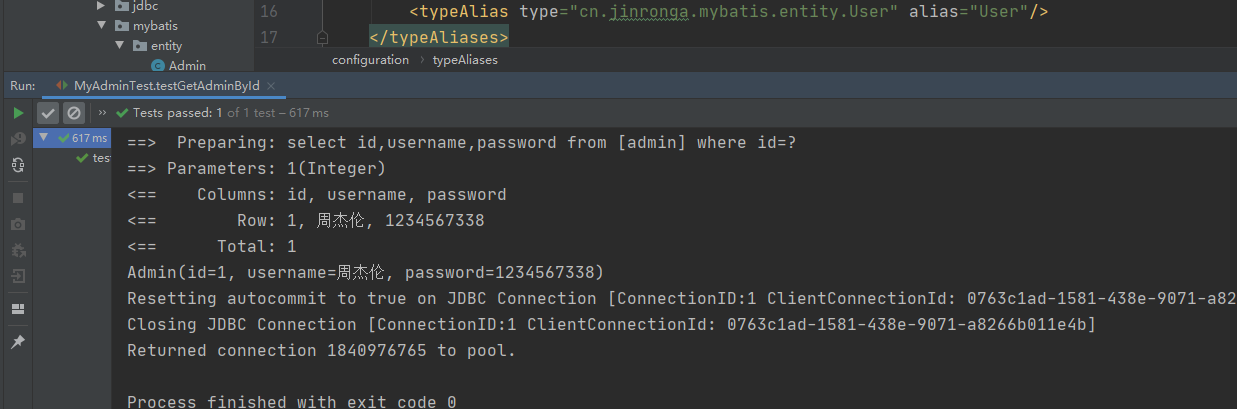 jdbc
mybatis
entity
Admin
16 <typeAlias type="cn.jinronga.mybatis.entity.User" alias="User"/>
17 </typeAliases>
configuration › typeAliases
Run: MyAdminTest.testGetAdminById ×
» Tests passed: 1 of 1 test – 617 ms
617 ms
tes
==>  Preparing: select id,username,password from [admin] where id=?
==> Parameters: 1(Integer)
<==    Columns: id, username, password
<==        Row: 1, 周杰伦, 1234567338
<==      Total: 1
Admin(id=1, username=周杰伦, password=1234567338)
Resetting autocommit to true on JDBC Connection [ConnectionID:1 ClientConnectionId: 0763c1ad-1581-438e-9071-a82
Closing JDBC Connection [ConnectionID:1 ClientConnectionId: 0763c1ad-1581-438e-9071-a8266b011e4b]
Returned connection 1840976765 to pool.
Process finished with exit code 0